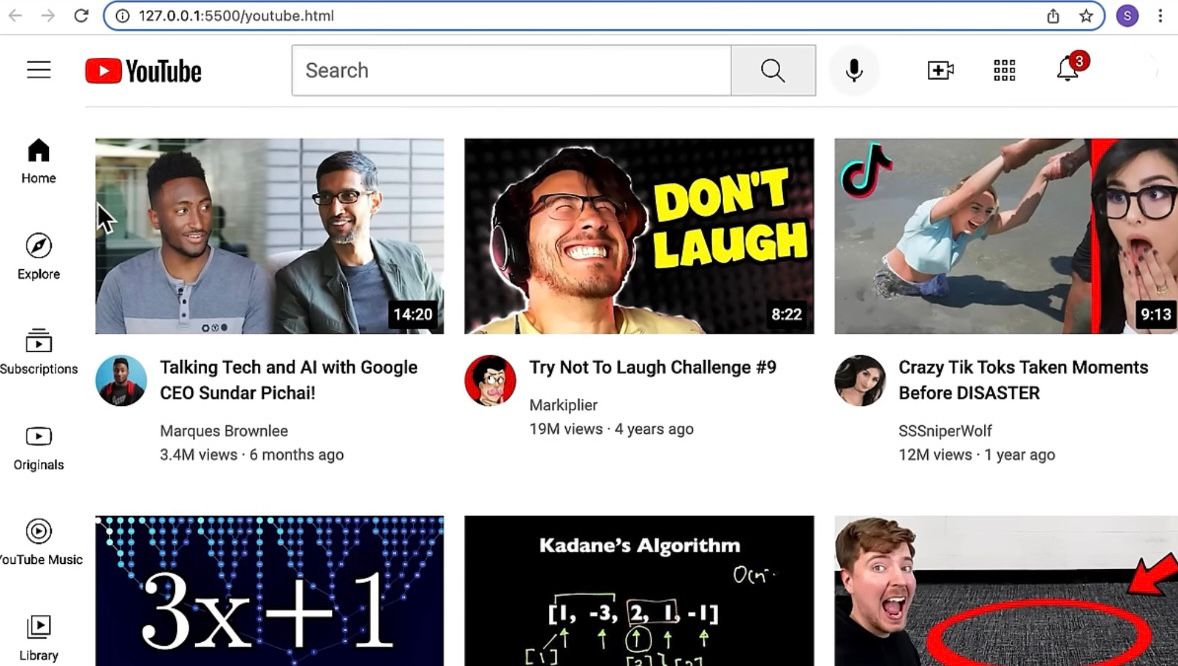 127.0.0.1:5500/youtube.html
S
YouTube
Search
3
Home
Explore
Subscriptions
Originals
YouTube Music
Library
14:20
Talking Tech and AI with Google
CEO Sundar Pichai!
Marques Brownlee
3.4M views · 6 months ago
DON'T
LAUGH
8:22
Try Not To Laugh Challenge #9
Markiplier
19M views · 4 years ago
9:13
Crazy Tik Toks Taken Moments
Before DISASTER
SSSniperWolf
12M views · 1 year ago
3x+1
Kadane's Algorithm
[1, -3, 2, 1, -1]
[1]